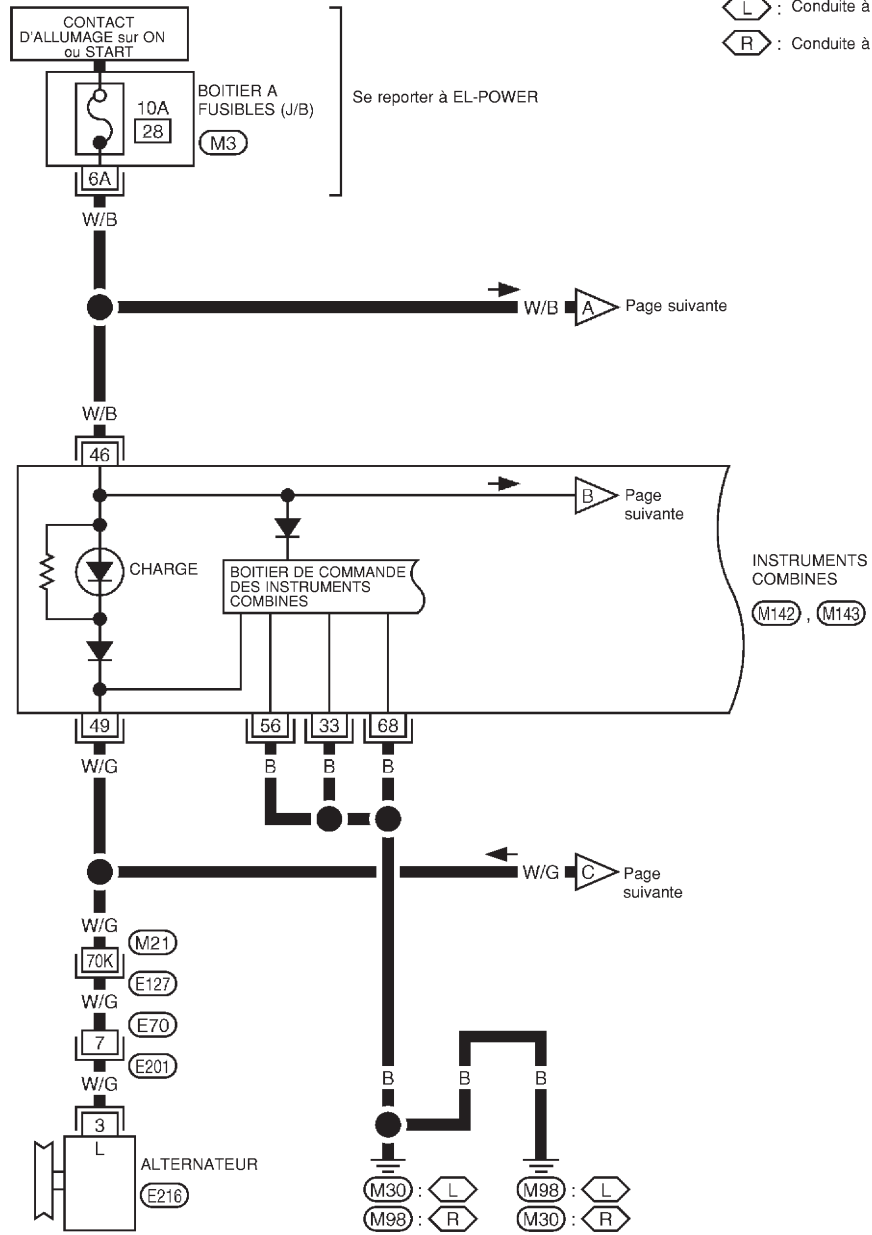 CONTACT
D'ALLUMAGE sur ON
ou START
L : Conduite à
R : Conduite à
10A
28
BOITIER A
FUSIBLES (J/B)
M3
Se reporter à EL-POWER
6A
W/B
W/B A Page suivante
W/B
46
B Page
suivante
CHARGE
BOITIER DE COMMANDE
DES INSTRUMENTS
COMBINES
INSTRUMENTS
COMBINES
M142 , M143
49 56 33 68
W/G B B B
W/G C Page
suivante
W/G
M21
70K
E127
W/G
E70
7
E201
W/G
B B B
3
L
ALTERNATEUR
E216
M30 : L M98 : L
M98 : R M30 : R